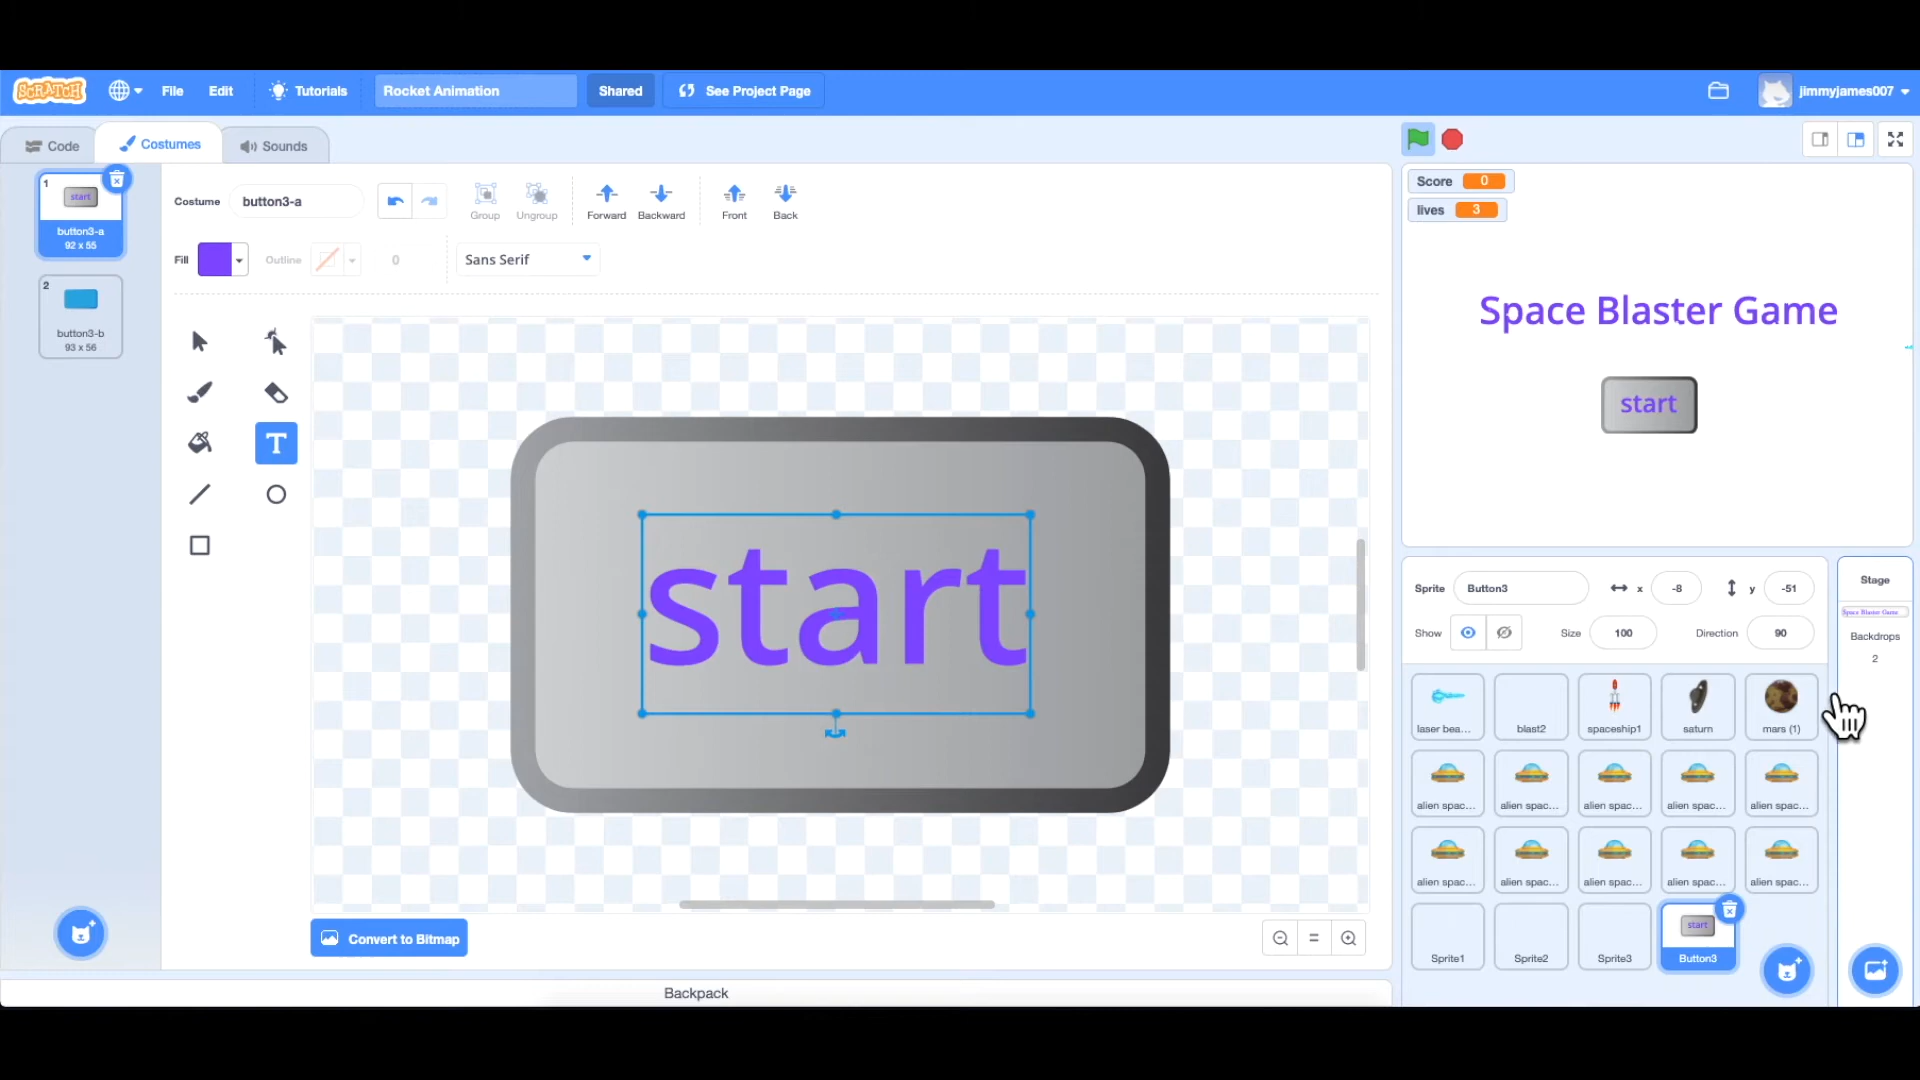 SCRATCH File Edit Tutorials Rocket Animation Shared See Project Page jimmyjames007
Code Costumes Sounds
1
start
button3-a
92 x 55
2
button3-b
93 x 56
Costume button3-a Group Ungroup Forward Backward Front Back
Fill Outline 0 Sans Serif
T
start
Convert to Bitmap
Backpack
Score 0
lives 3
Space Blaster Game
start
Sprite Button3 x -8 y -51
Show Size 100 Direction 90
laser bea... blast2 spaceship1 saturn mars (1)
alien spac... alien spac... alien spac... alien spac... alien spac...
alien spac... alien spac... alien spac... alien spac... alien spac...
start
Sprite1 Sprite2 Sprite3 Button3
Stage
Space Blaster Game
Backdrops
2